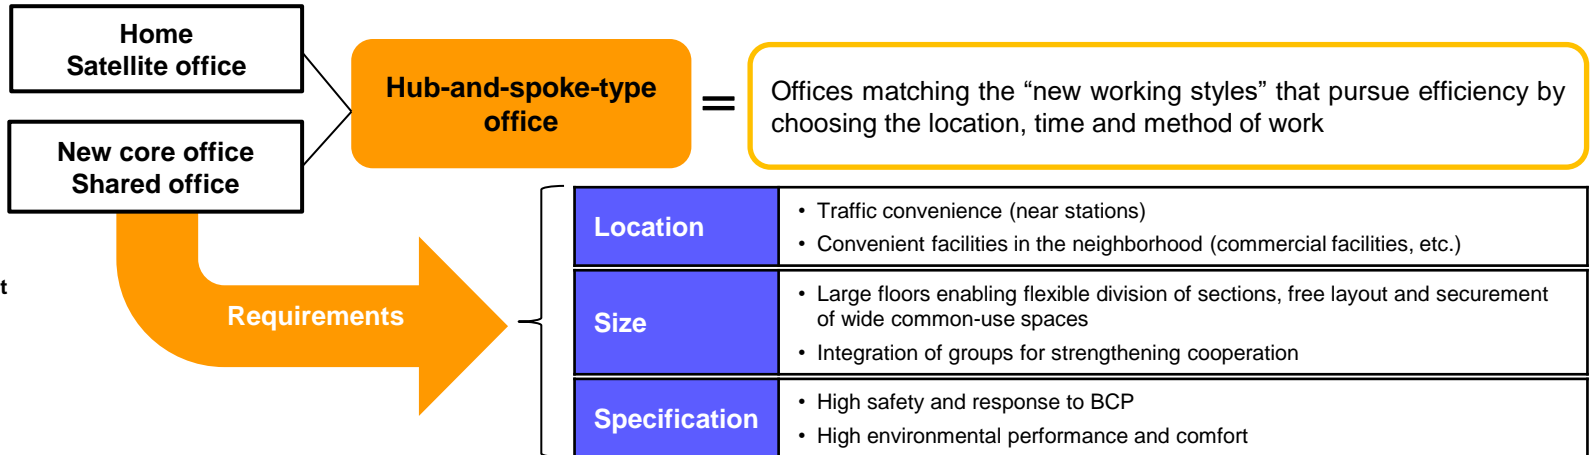 Home
Satellite office
New core office
Shared office
Hub-and-spoke-type
office
=
Offices matching the “new working styles” that pursue efficiency by
choosing the location, time and method of work
t
Requirements
Location
• Traffic convenience (near stations)
• Convenient facilities in the neighborhood (commercial facilities, etc.)
Size
• Large floors enabling flexible division of sections, free layout and securement
of wide common-use spaces
• Integration of groups for strengthening cooperation
Specification
• High safety and response to BCP
• High environmental performance and comfort